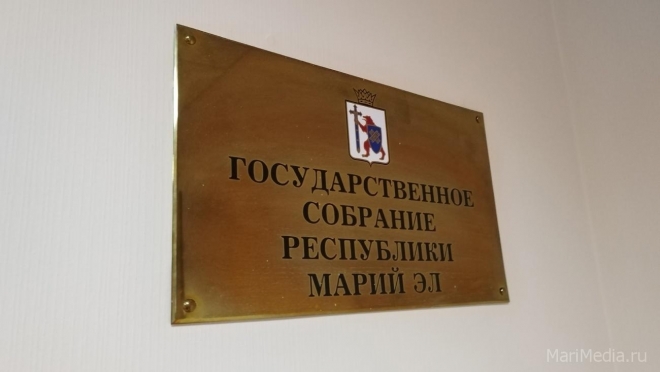 ГОСУДАРСТВЕННОЕ
СОБРАНИЕ
РЕСПУБЛИКИ
МАРИЙ ЭЛ
MariMedia.ru